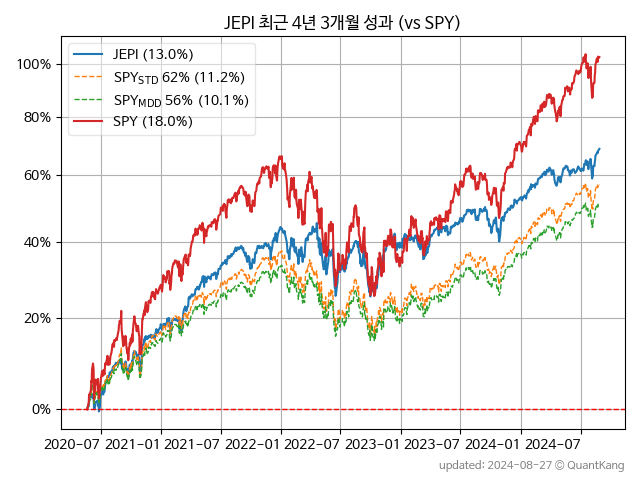 JEPI 최근 4년 3개월 성과 (vs SPY)
JEPI (13.0%)
SPYSTD 62% (11.2%)
SPYMDD 56% (10.1%)
SPY (18.0%)
100%
80%
60%
40%
20%
0%
2020-07 2021-01 2021-07 2022-01 2022-07 2023-01 2023-07 2024-01 2024-07
updated: 2024-08-27 © QuantKang